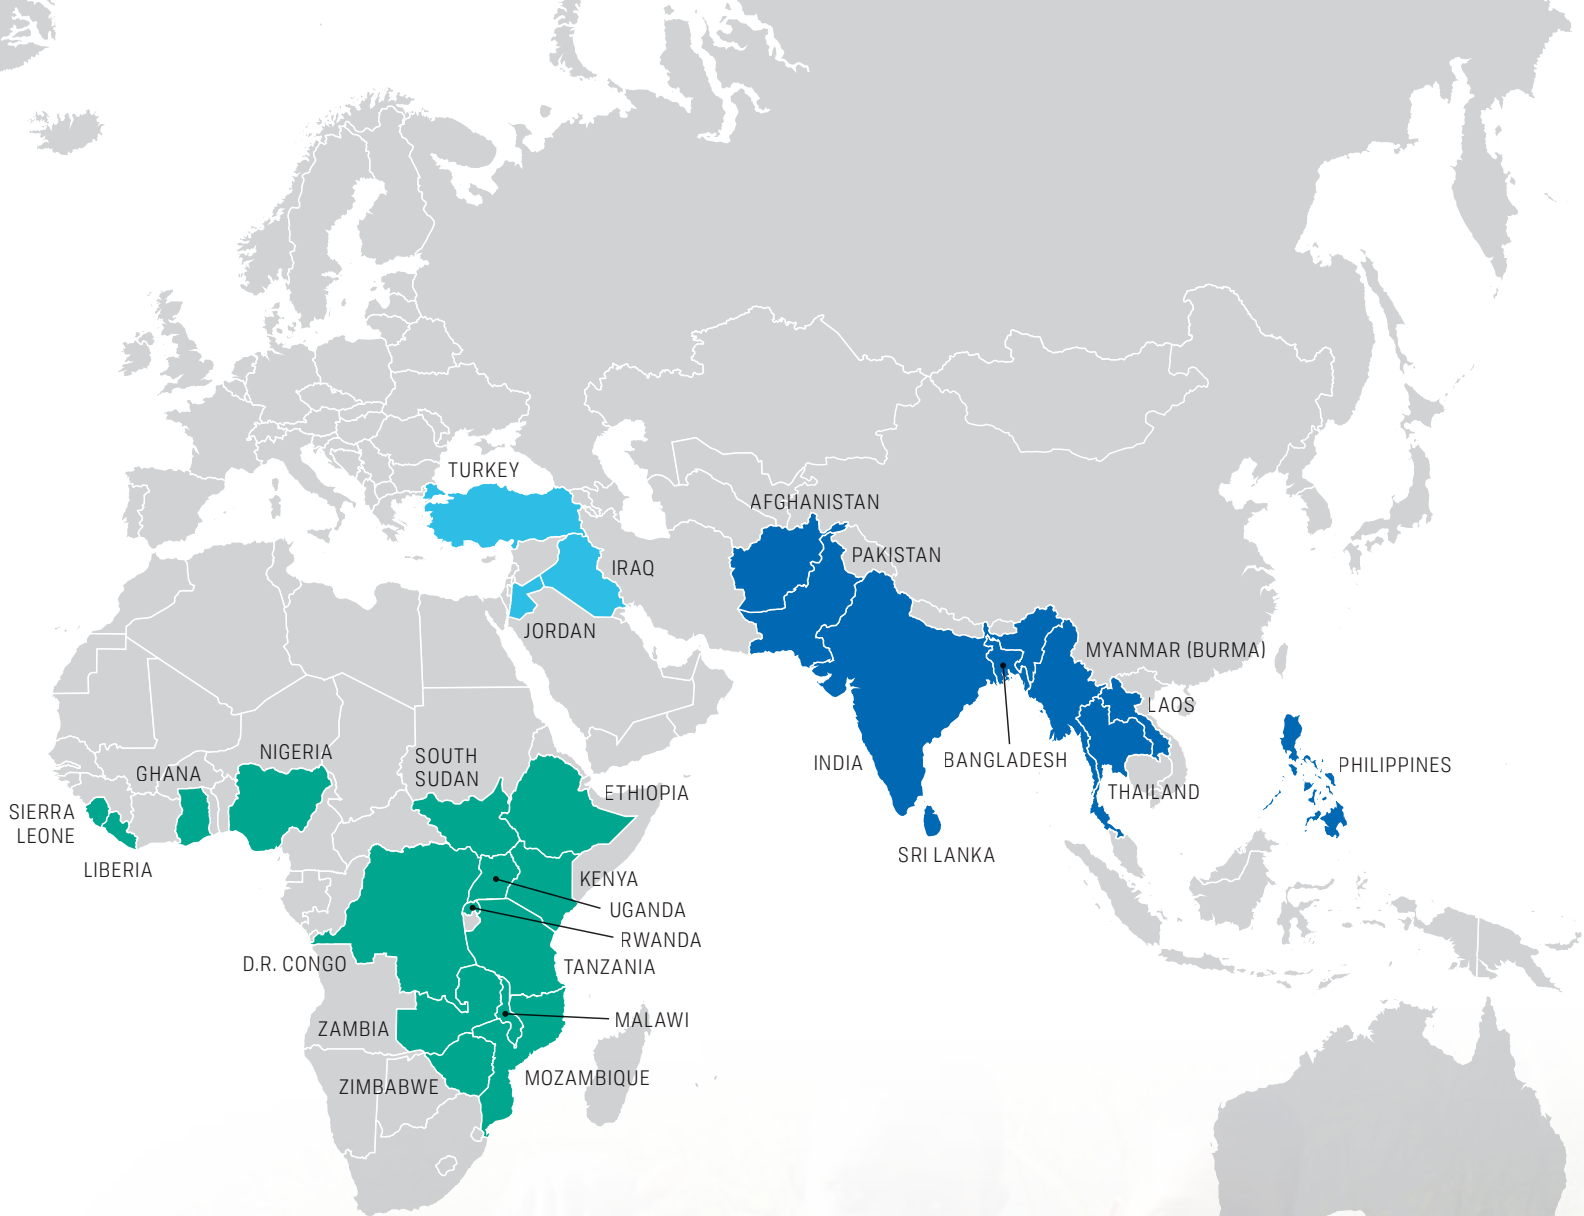 TURKEY
AFGHANISTAN
PAKISTAN
IRAQ
JORDAN
MYANMAR (BURMA)
LAOS
NIGERIA
SOUTH
SUDAN
GHANA
INDIA
BANGLADESH
PHILIPPINES
ETHIOPIA
THAILAND
SIERRA
LEONE
LIBERIA
SRI LANKA
KENYA
UGANDA
RWANDA
D.R. CONGO
TANZANIA
ZAMBIA
MALAWI
ZIMBABWE
MOZAMBIQUE